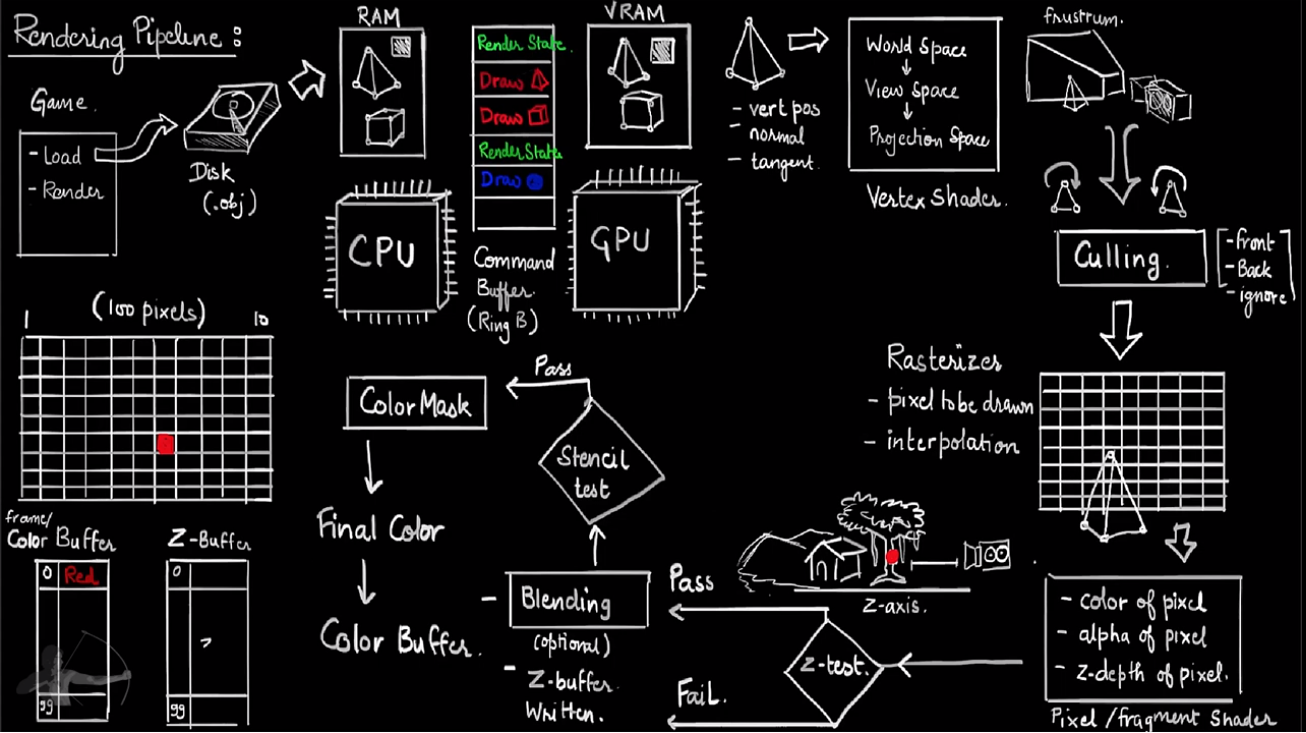 Rendering Pipeline :
Game.
- Load
- Render
Disk
(.obj)
RAM
CPU
Render State.
Draw
Draw
Render State
Draw
Command
Buffer.
(Ring B)
VRAM
GPU
- vert pos
- normal
- tangent.
World Space
View Space
Projection Space
Vertex Shader.
frustrum.
Culling.
- front
- Back
- ignore
Rasterizer
- pixel to be drawn
- interpolation
- color of pixel
- alpha of pixel
- z-depth of pixel.
Pixel /fragment Shader
Z-axis.
Z-test.
Pass
Fail.
- Blending
(optional)
- Z-buffer
Written.
Stencil
test
Pass
Color Mask
Final Color
Color Buffer.
(100 pixels)
1 10
frame/
Color Buffer
0 Red
99
Z-Buffer
0
99